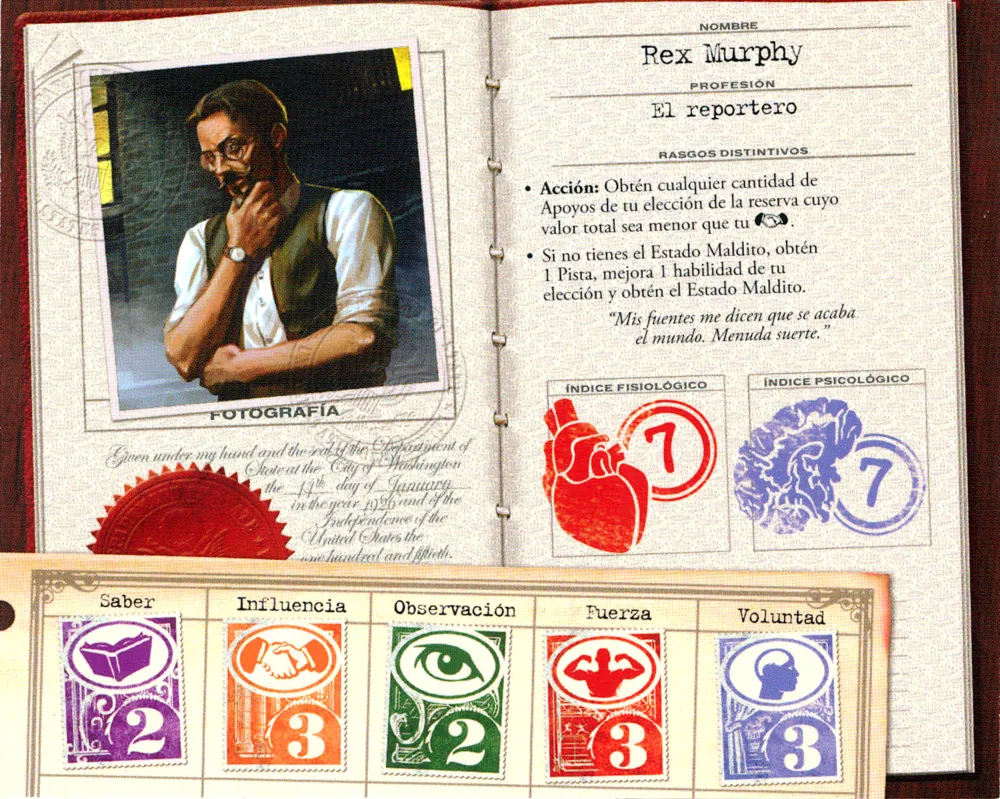 NOMBRE
Rex Murphy
PROFESIÓN
El reportero
RASGOS DISTINTIVOS
• Acción: Obtén cualquier cantidad de
Apoyos de tu elección de la reserva cuyo
valor total sea menor que tu .
• Si no tienes el Estado Maldito, obtén
1 Pista, mejora 1 habilidad de tu
elección y obtén el Estado Maldito.
“Mis fuentes me dicen que se acaba
el mundo. Menuda suerte.”
ÍNDICE FISIOLÓGICO
7
ÍNDICE PSICOLÓGICO
7
FOTOGRAFÍA
Given under my hand and the seal of the Department of
State at the City of Washington
the 14th day of January
in the year 1926 and of the
Independence of the
United States the
one hundred and fiftieth.
Saber
2
Influencia
3
Observación
2
Fuerza
3
Voluntad
3